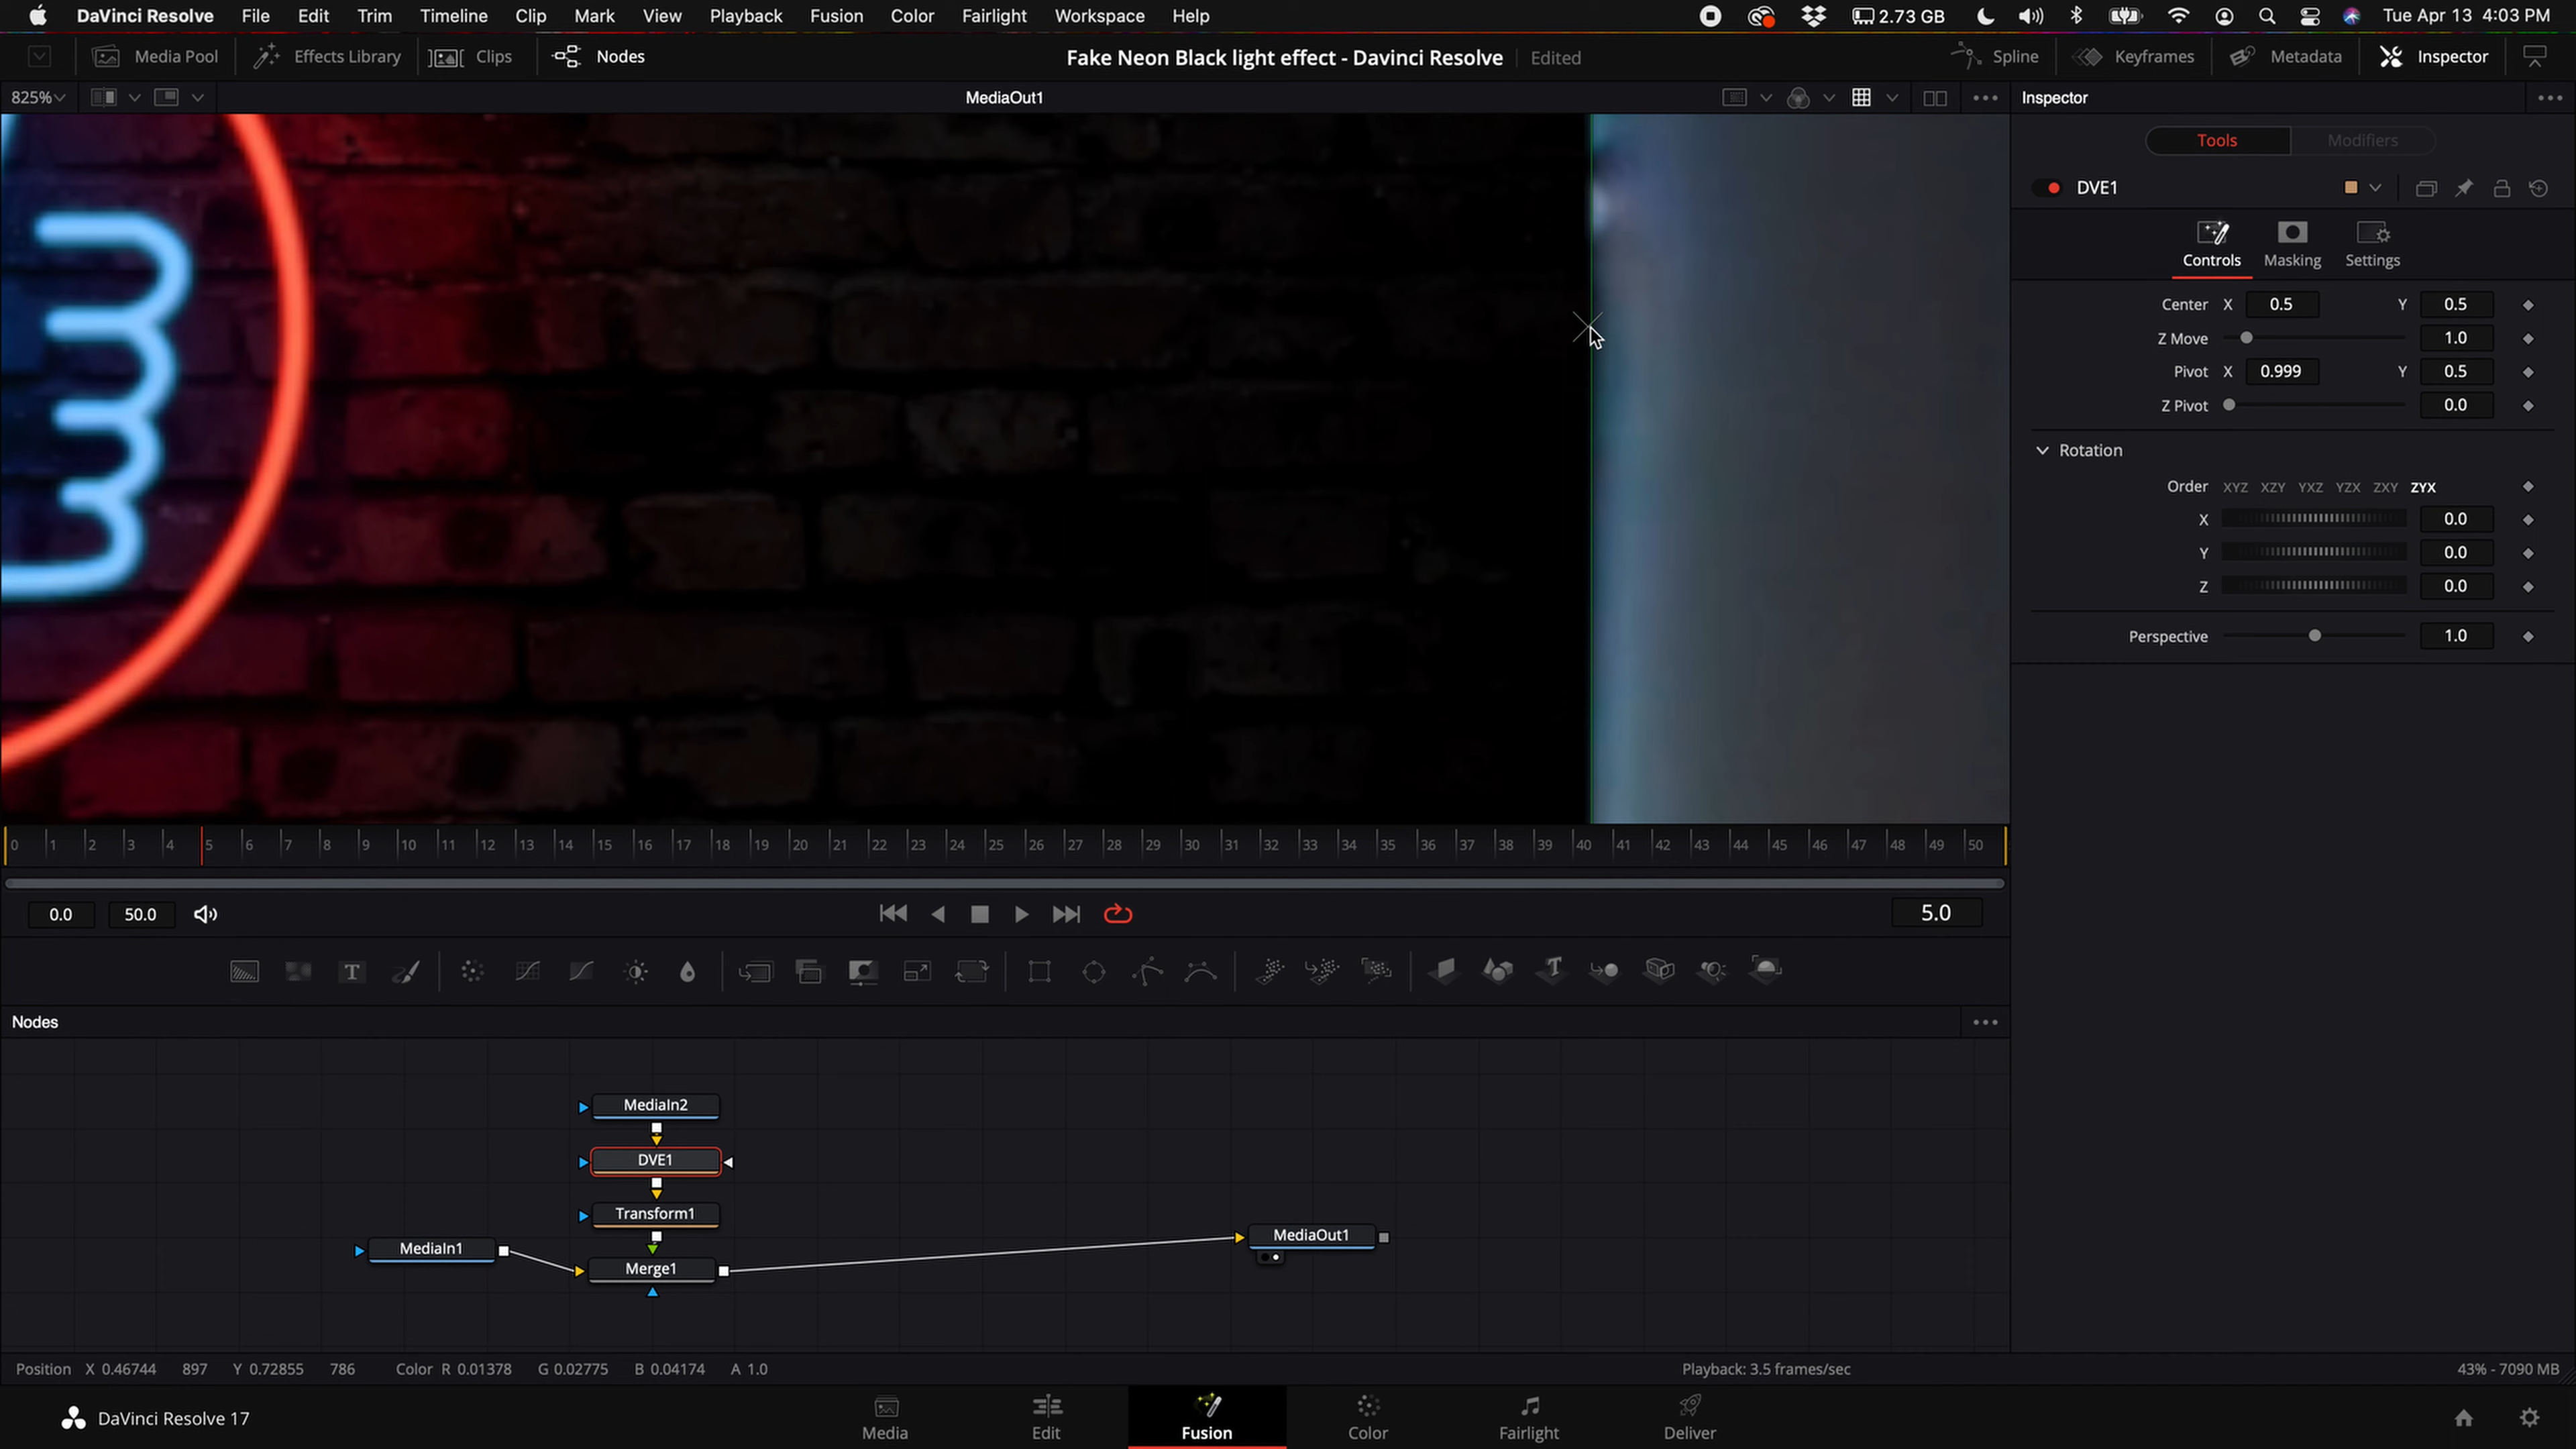 DaVinci Resolve File Edit Trim Timeline Clip Mark View Playback Fusion Color Fairlight Workspace Help 2.73 GB Tue Apr 13 4:03 PM
Media Pool Effects Library Clips Nodes Fake Neon Black light effect - Davinci Resolve Edited Spline Keyframes Metadata Inspector
825% MediaOut1 Inspector
Tools Modifiers
DVE1
Controls Masking Settings
Center X 0.5 Y 0.5
Z Move 1.0
Pivot X 0.999 Y 0.5
Z Pivot 0.0
Rotation
Order XYZ XZY YXZ YZX ZXY ZYX
X 0.0
Y 0.0
Z 0.0
Perspective 1.0
0 1 2 3 4 5 6 7 8 9 10 11 12 13 14 15 16 17 18 19 20 21 22 23 24 25 26 27 28 29 30 31 32 33 34 35 36 37 38 39 40 41 42 43 44 45 46 47 48 49 50
0.0 50.0 5.0
T T
Nodes
MediaIn2
DVE1
Transform1
MediaIn1 Merge1 MediaOut1
Position X 0.46744 897 Y 0.72855 786 Color R 0.01378 G 0.02775 B 0.04174 A 1.0 Playback: 3.5 frames/sec 43% - 7090 MB
DaVinci Resolve 17 Media Edit Fusion Color Fairlight Deliver